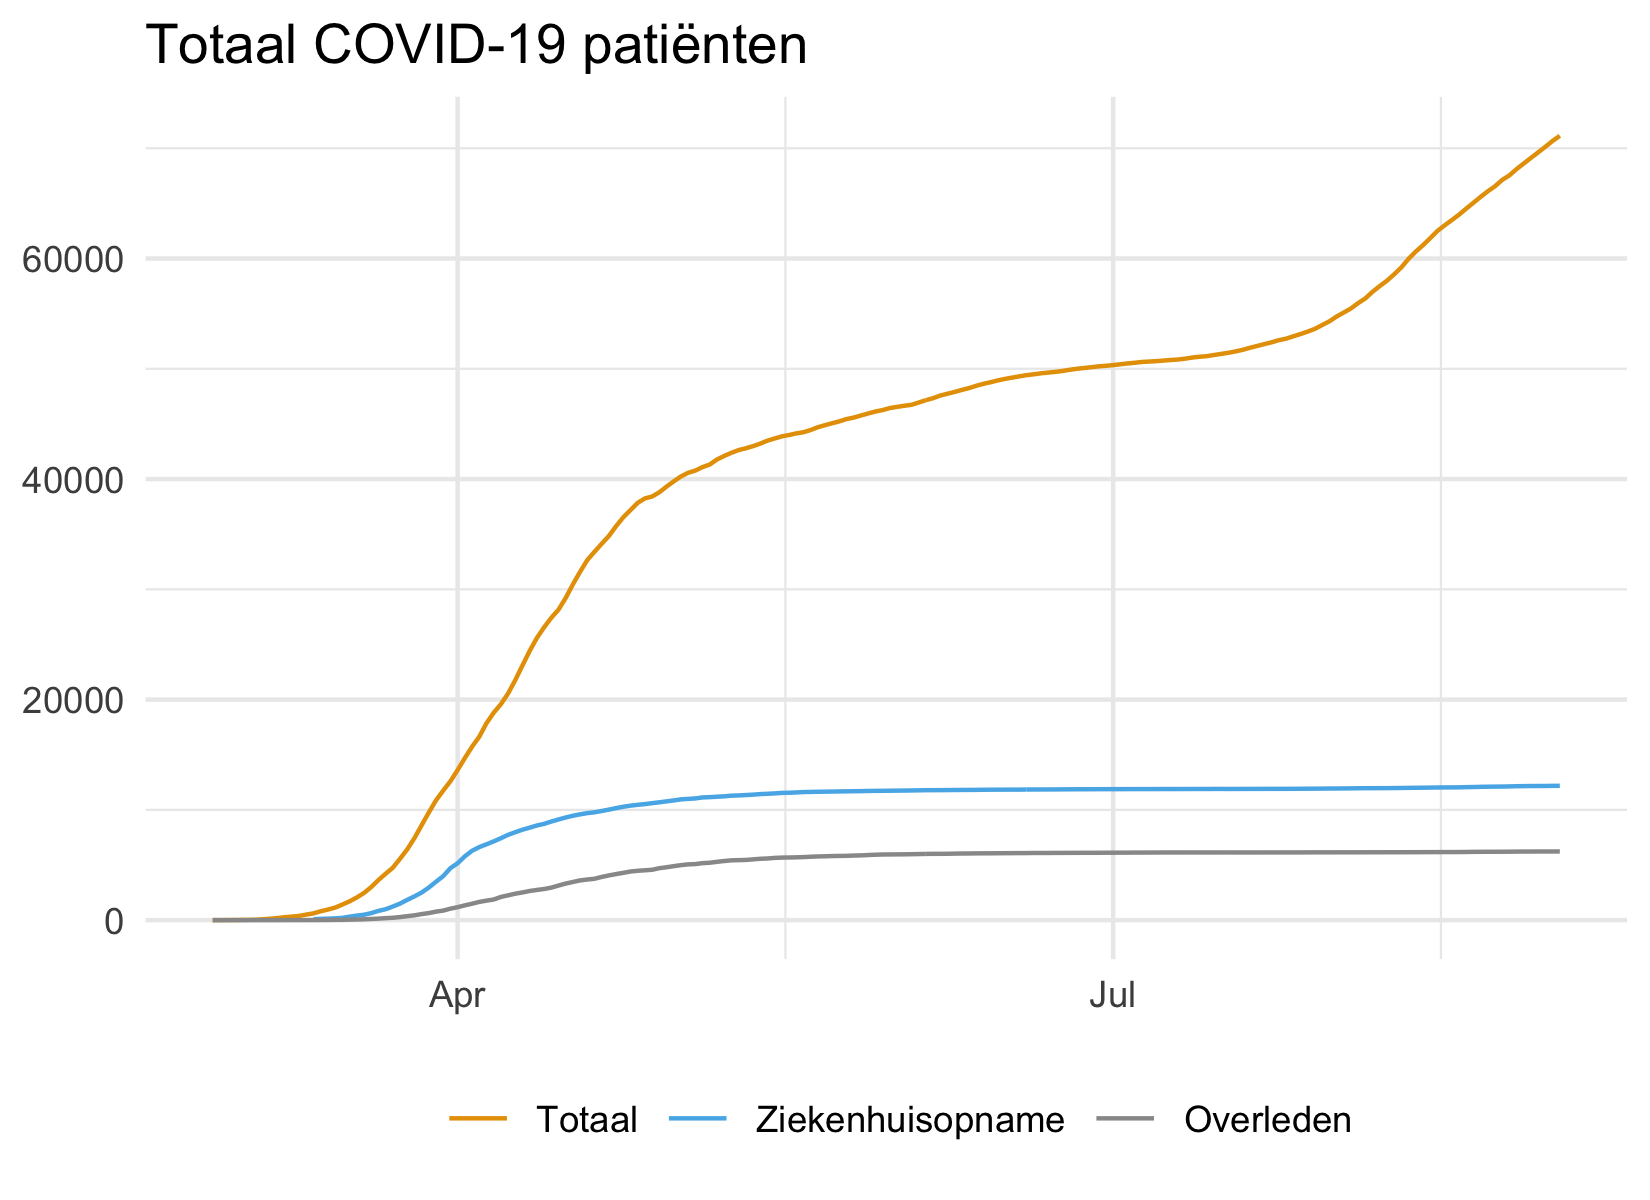 Totaal COVID-19 patiënten
60000
40000
20000
0
Apr Jul
Totaal Ziekenhuisopname Overleden